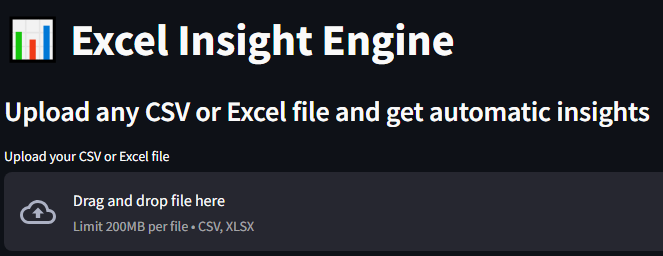 Excel Insight Engine
Upload any CSV or Excel file and get automatic insights
Upload your CSV or Excel file
Drag and drop file here
Limit 200MB per file • CSV, XLSX